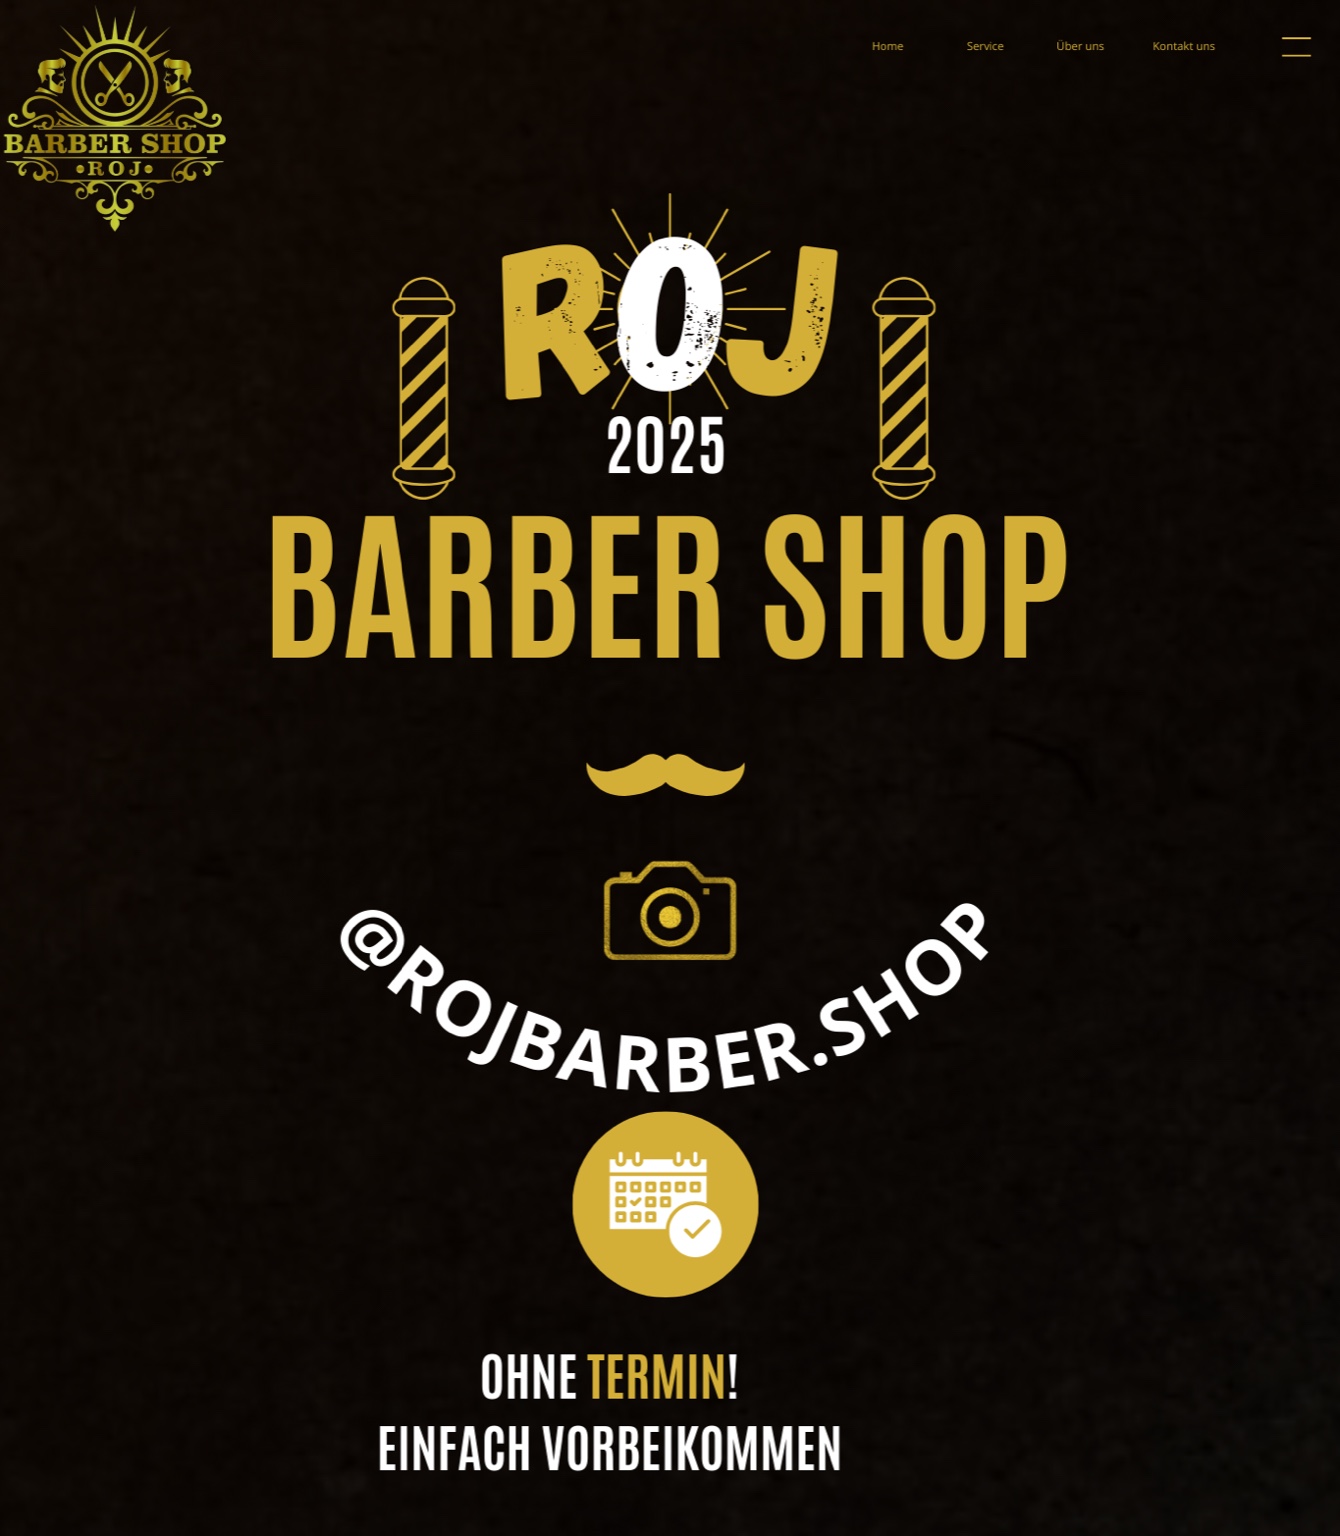 BARBER SHOP
ROJ
Home Service Über uns Kontakt uns
ROJ
2025
BARBER SHOP
@ROJBARBER.SHOP
OHNE TERMIN!
EINFACH VORBEIKOMMEN